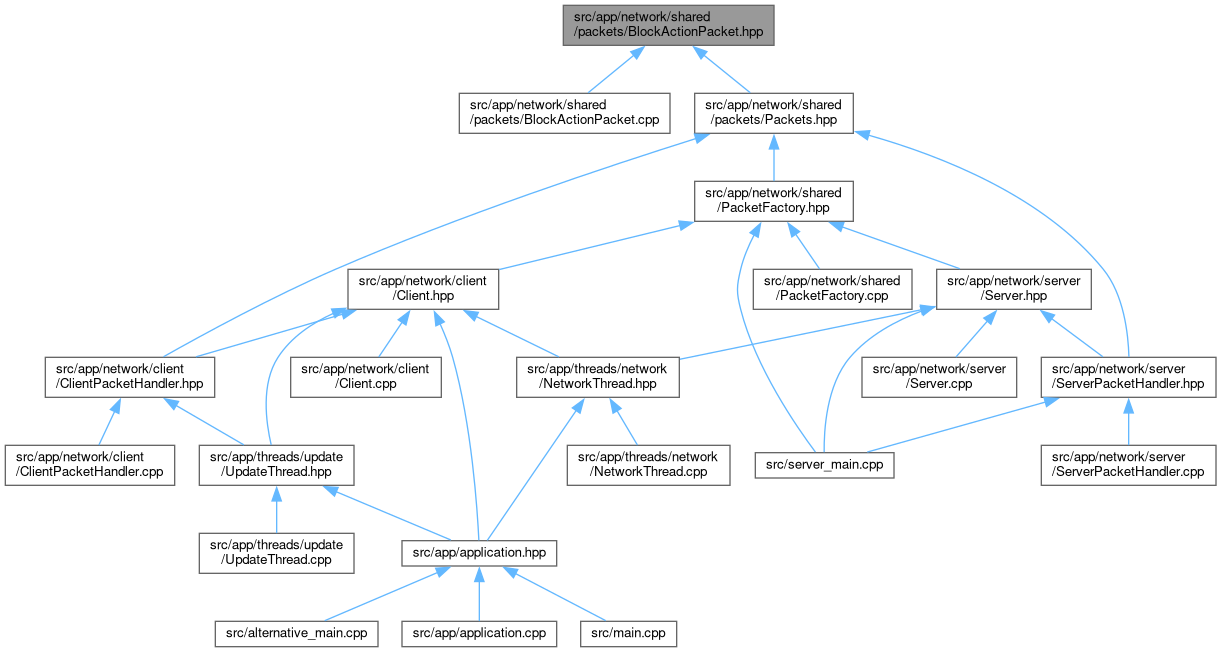 src/app/network/shared
/packets/BlockActionPacket.hpp
src/app/network/shared
/packets/BlockActionPacket.cpp
src/app/network/shared
/packets/Packets.hpp
src/app/network/shared
/PacketFactory.hpp
src/app/network/client
/Client.hpp
src/app/network/shared
/PacketFactory.cpp
src/app/network/server
/Server.hpp
src/app/network/client
/ClientPacketHandler.hpp
src/app/network/client
/Client.cpp
src/app/threads/network
/NetworkThread.hpp
src/app/network/server
/Server.cpp
src/app/network/server
/ServerPacketHandler.hpp
src/app/network/client
/ClientPacketHandler.cpp
src/app/threads/update
/UpdateThread.hpp
src/app/threads/network
/NetworkThread.cpp
src/server_main.cpp
src/app/network/server
/ServerPacketHandler.cpp
src/app/threads/update
/UpdateThread.cpp
src/app/application.hpp
src/alternative_main.cpp
src/app/application.cpp
src/main.cpp